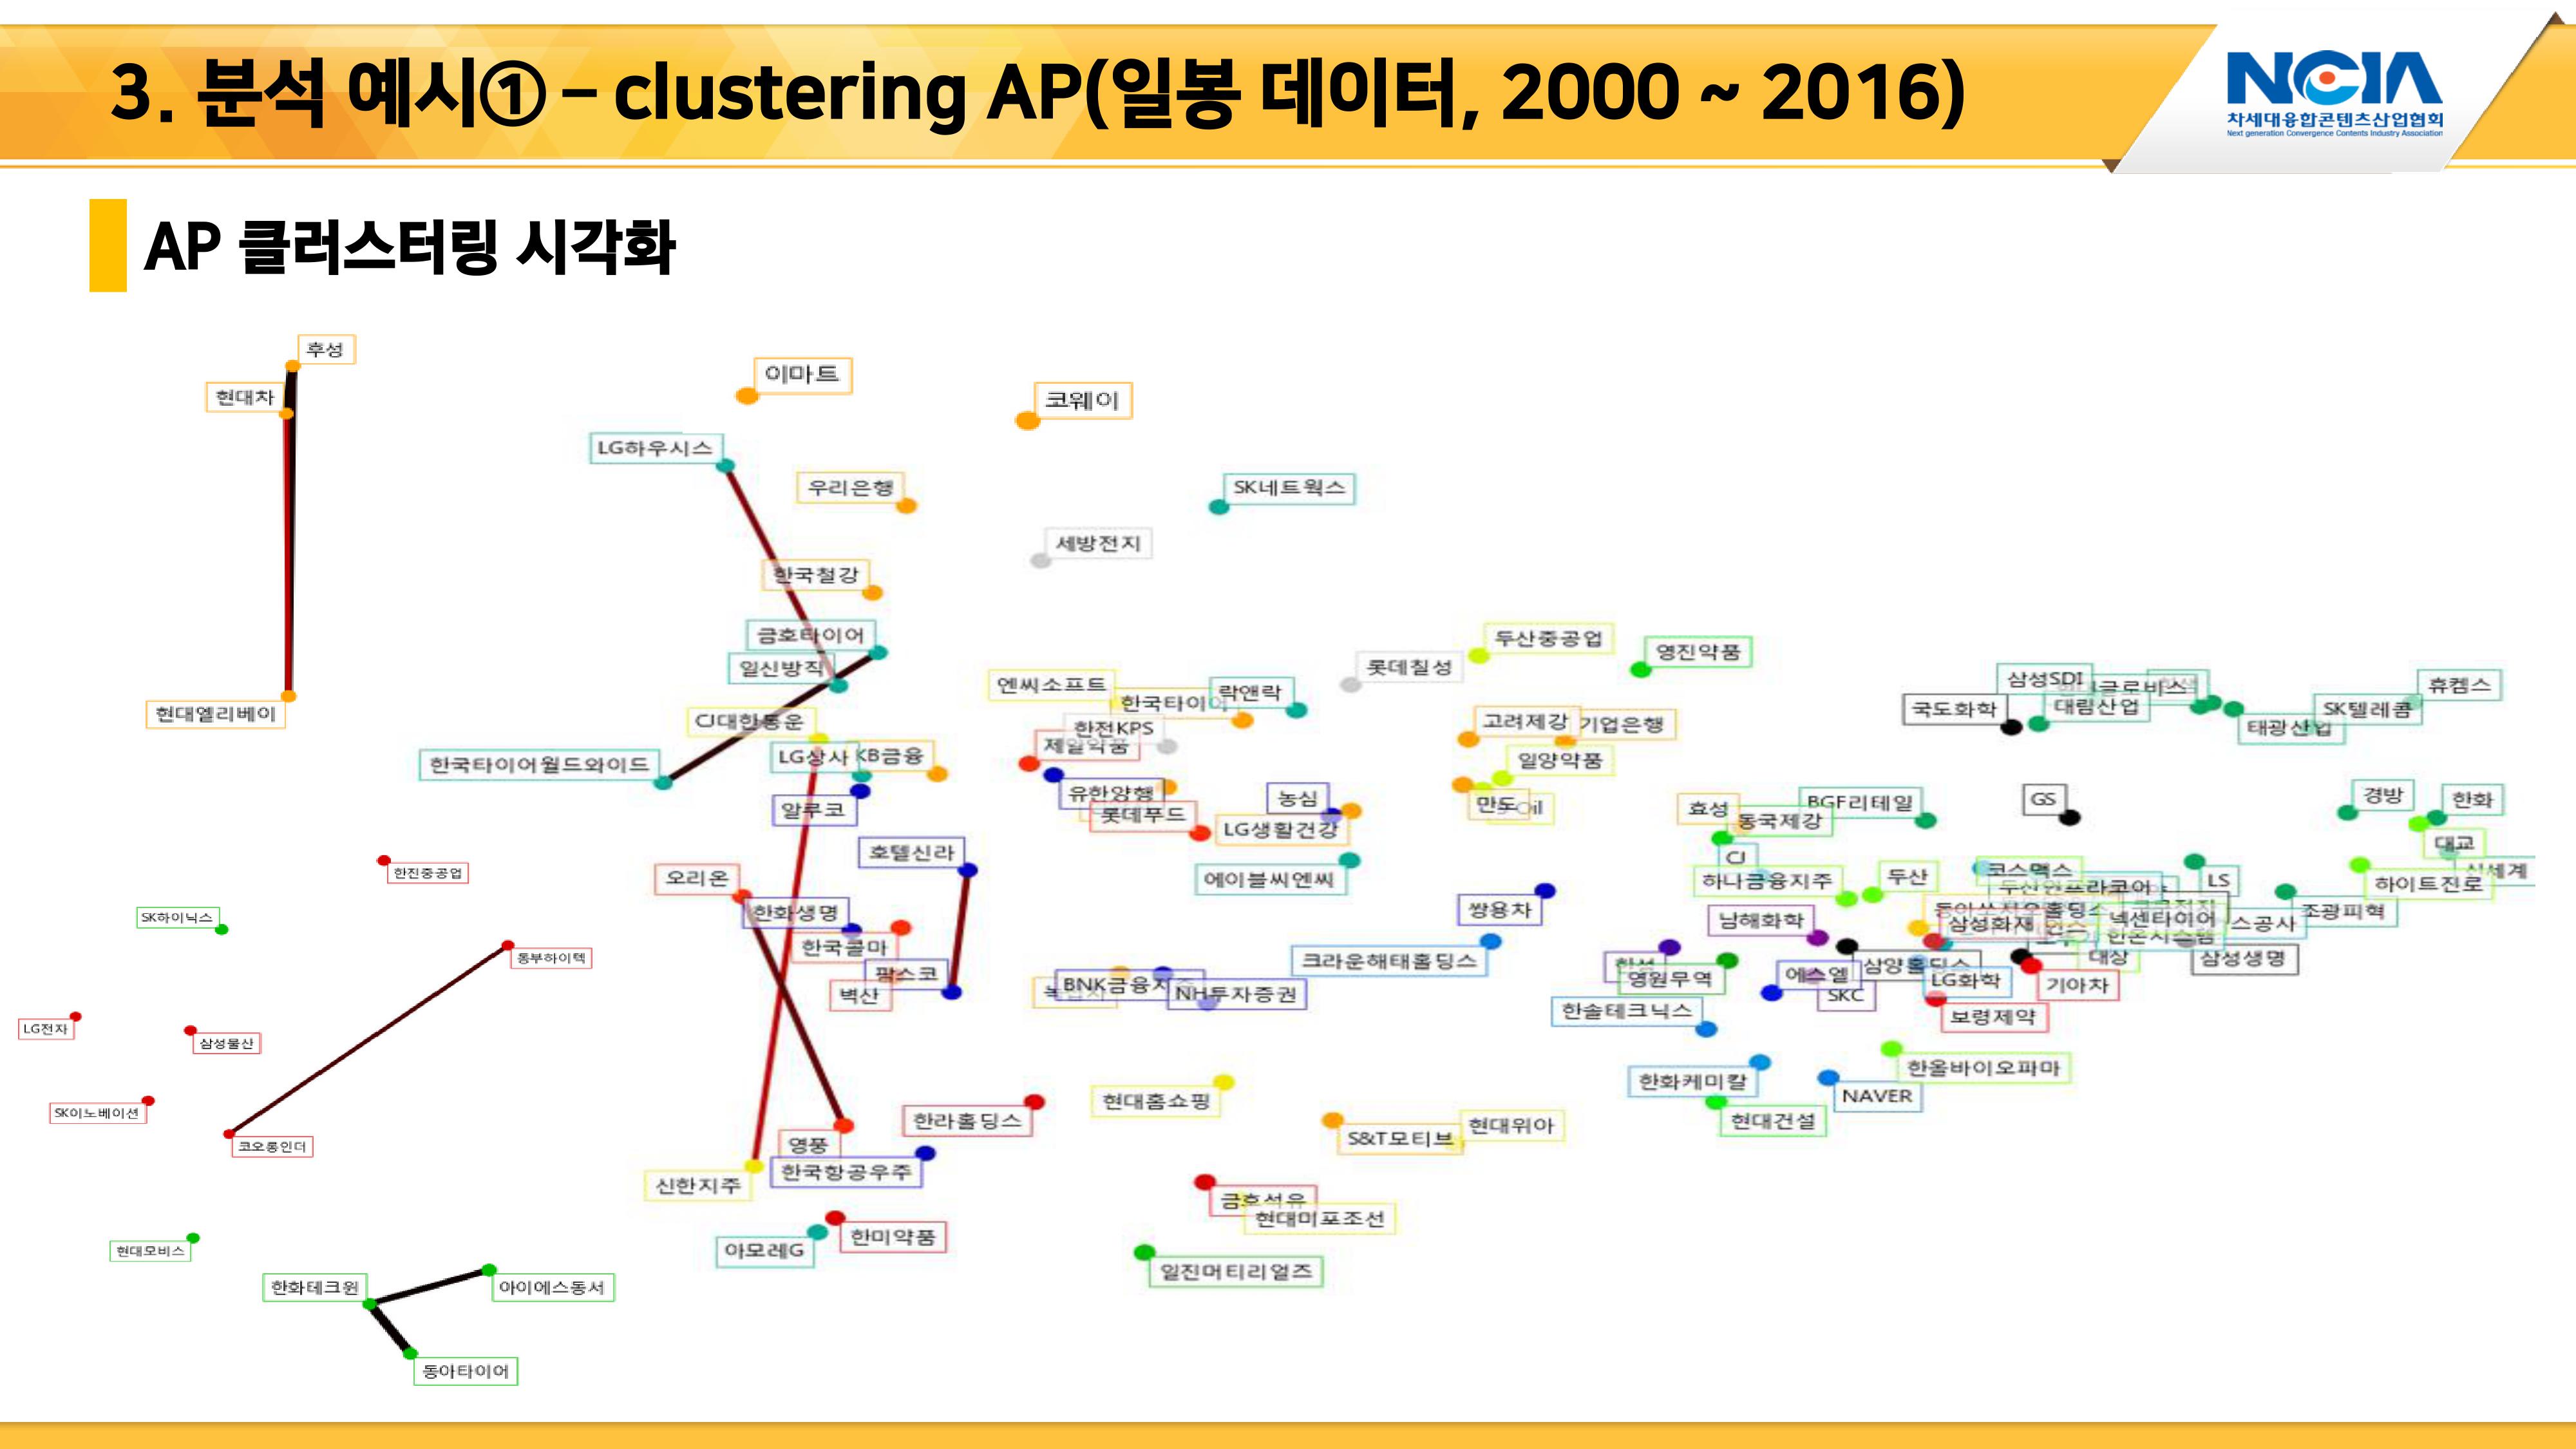 3. 분석 예시① – clustering AP(일봉 데이터, 2000 ~ 2016)
NCIA
차세대융합콘텐츠산업협회
Next generation Convergence Contents Industry Association
AP 클러스터링 시각화
후성
현대차
현대엘리베이
이마트
코웨이
LG하우시스
우리은행
SK네트웍스
세방전지
한국철강
금호타이어
일신방직
CJ대한통운
한국타이어월드와이드
LG상사
KB금융
알루코
호텔신라
오리온
한화생명
한국콜마
팜스코
벽산
한진중공업
SK하이닉스
동부하이텍
LG전자
삼성물산
SK이노베이션
코오롱인더
현대모비스
한화테크윈
아이에스동서
동아타이어
영풍
신한지주
한국항공우주
한라홀딩스
아모레G
한미약품
엔씨소프트
한국타이어
락앤락
한전KPS
제일약품
유한양행
롯데푸드
농심
LG생활건강
에이블씨엔씨
롯데칠성
두산중공업
영진약품
고려제강
기업은행
일양약품
만도
쌍용차
크라운해태홀딩스
BNK금융지주
NH투자증권
현대홈쇼핑
S&T모티브
현대위아
금호석유
현대미포조선
일진머티리얼즈
삼성SDI
국도화학
대림산업
SK텔레콤
휴켐스
태광산업
효성
동국제강
BGF리테일
GS
경방
한화
대교
CJ
하나금융지주
두산
코스맥스
LS
신세계
하이트진로
조광피혁
남해화학
삼성화재
넥센타이어
스공사
한온시스템
대상
삼성생명
영원무역
에스엘
SKC
삼양홀딩스
LG화학
기아차
보령제약
한솔테크닉스
한화케미칼
현대건설
NAVER
한올바이오파마